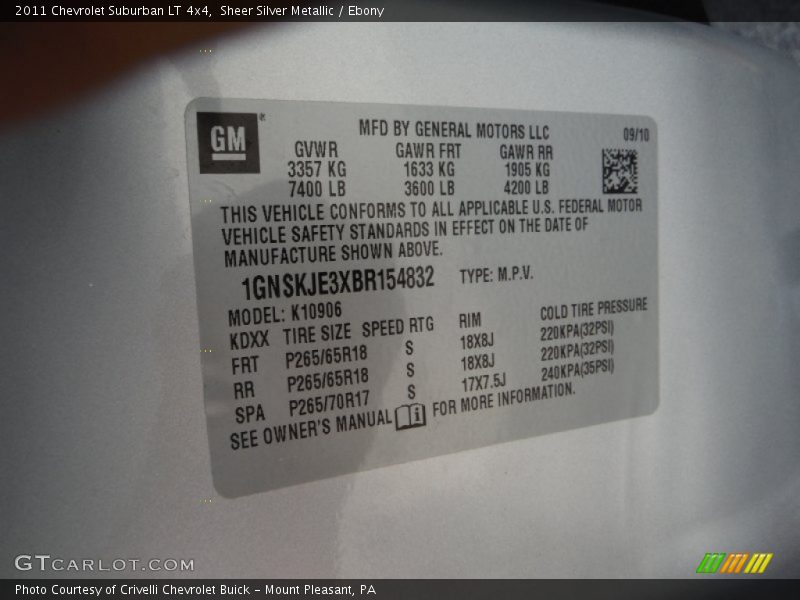 2011 Chevrolet Suburban LT 4x4,  Sheer Silver Metallic / Ebony
GM
MFD BY GENERAL MOTORS LLC 09/10
GVWR GAWR FRT GAWR RR
3357 KG 1633 KG 1905 KG
7400 LB 3600 LB 4200 LB
THIS VEHICLE CONFORMS TO ALL APPLICABLE U.S. FEDERAL MOTOR
VEHICLE SAFETY STANDARDS IN EFFECT ON THE DATE OF
MANUFACTURE SHOWN ABOVE.
1GNSKJE3XBR154832 TYPE: M.P.V.
MODEL: K10906
KDXX TIRE SIZE SPEED RTG RIM COLD TIRE PRESSURE
FRT P265/65R18 S 18X8J 220KPA(32PSI)
RR P265/65R18 S 18X8J 220KPA(32PSI)
SPA P265/70R17 S 17X7.5J 240KPA(35PSI)
SEE OWNER'S MANUAL FOR MORE INFORMATION.
GTCARLOT.COM
Photo Courtesy of Crivelli Chevrolet Buick - Mount Pleasant, PA